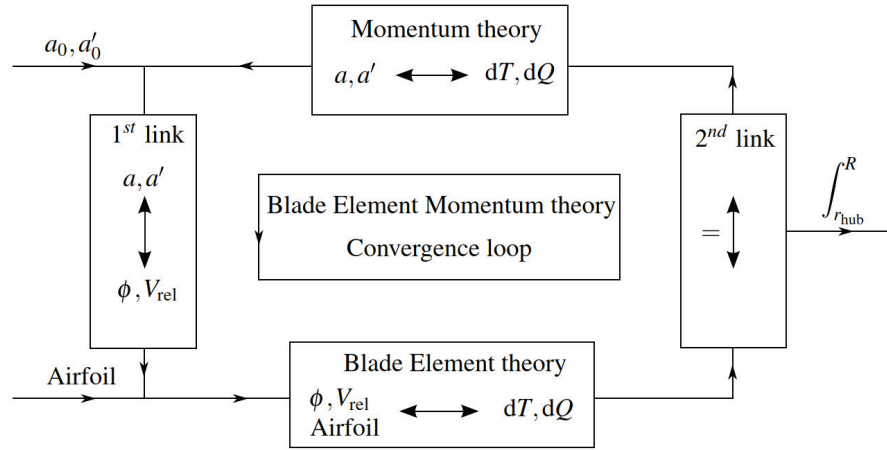 Momentum theory
a, a′ ↔ dT, dQ
a₀, a′₀
1ˢᵗ link
a, a′
ϕ, V_rel
2ⁿᵈ link
=
∫_{r_hub}^{R}
Blade Element Momentum theory
Convergence loop
Airfoil
Blade Element theory
ϕ, V_rel ↔ dT, dQ
Airfoil